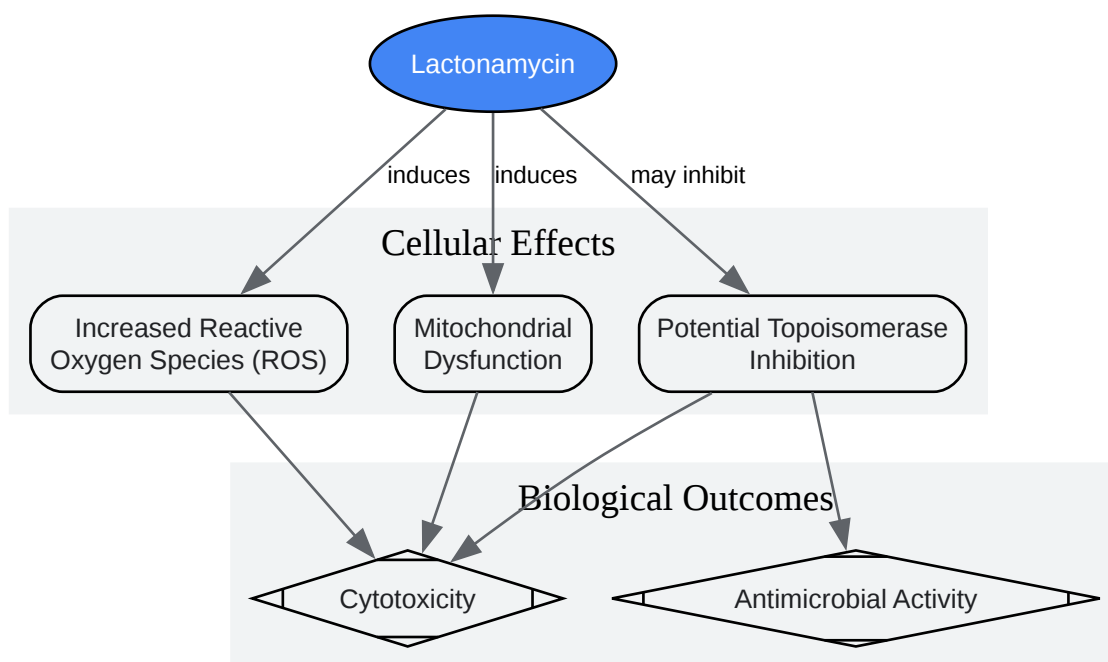 Lactonamycin
induces
induces
may inhibit
Cellular Effects
Increased Reactive
Oxygen Species (ROS)
Mitochondrial
Dysfunction
Potential Topoisomerase
Inhibition
Biological Outcomes
Cytotoxicity
Antimicrobial Activity